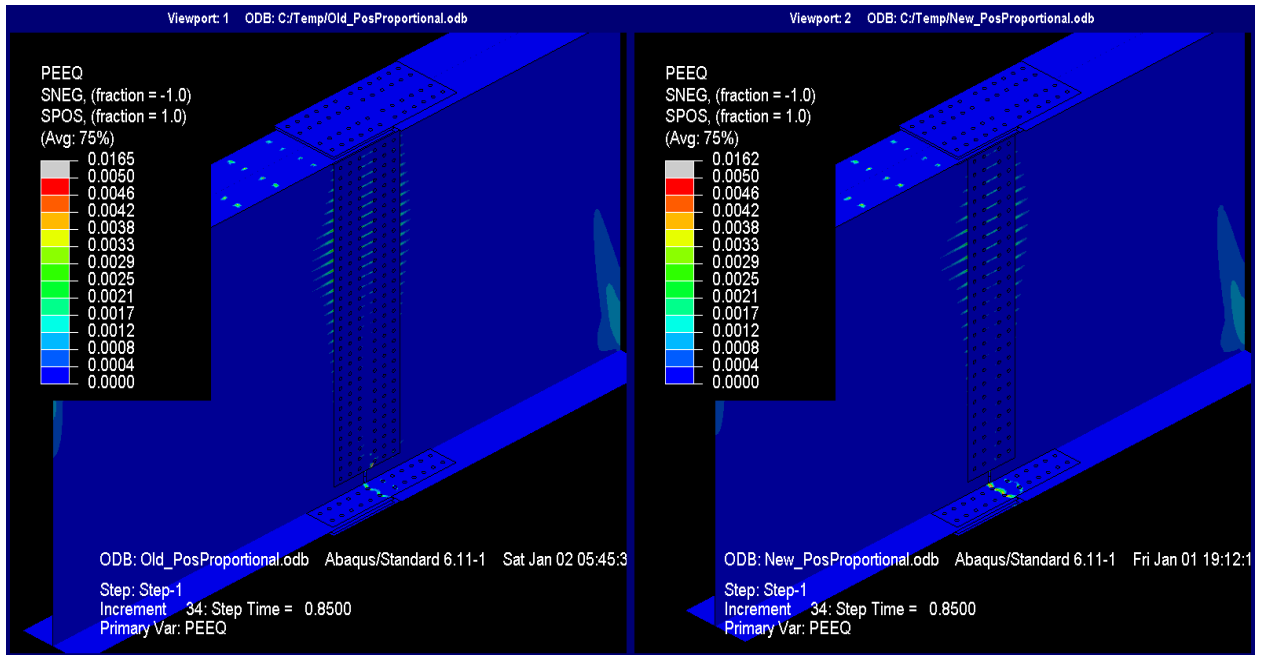 Viewport: 1 ODB: C:/Temp/Old_PosProportional.odb
PEEQ
SNEG, (fraction = -1.0)
SPOS, (fraction = 1.0)
(Avg: 75%)
0.0165
0.0050
0.0046
0.0042
0.0038
0.0033
0.0029
0.0025
0.0021
0.0017
0.0012
0.0008
0.0004
0.0000
ODB: Old_PosProportional.odb Abaqus/Standard 6.11-1 Sat Jan 02 05:45:3
Step: Step-1
Increment 34: Step Time = 0.8500
Primary Var: PEEQ
Viewport: 2 ODB: C:/Temp/New_PosProportional.odb
PEEQ
SNEG, (fraction = -1.0)
SPOS, (fraction = 1.0)
(Avg: 75%)
0.0162
0.0050
0.0046
0.0042
0.0038
0.0033
0.0029
0.0025
0.0021
0.0017
0.0012
0.0008
0.0004
0.0000
ODB: New_PosProportional.odb Abaqus/Standard 6.11-1 Fri Jan 01 19:12:1
Step: Step-1
Increment 34: Step Time = 0.8500
Primary Var: PEEQ